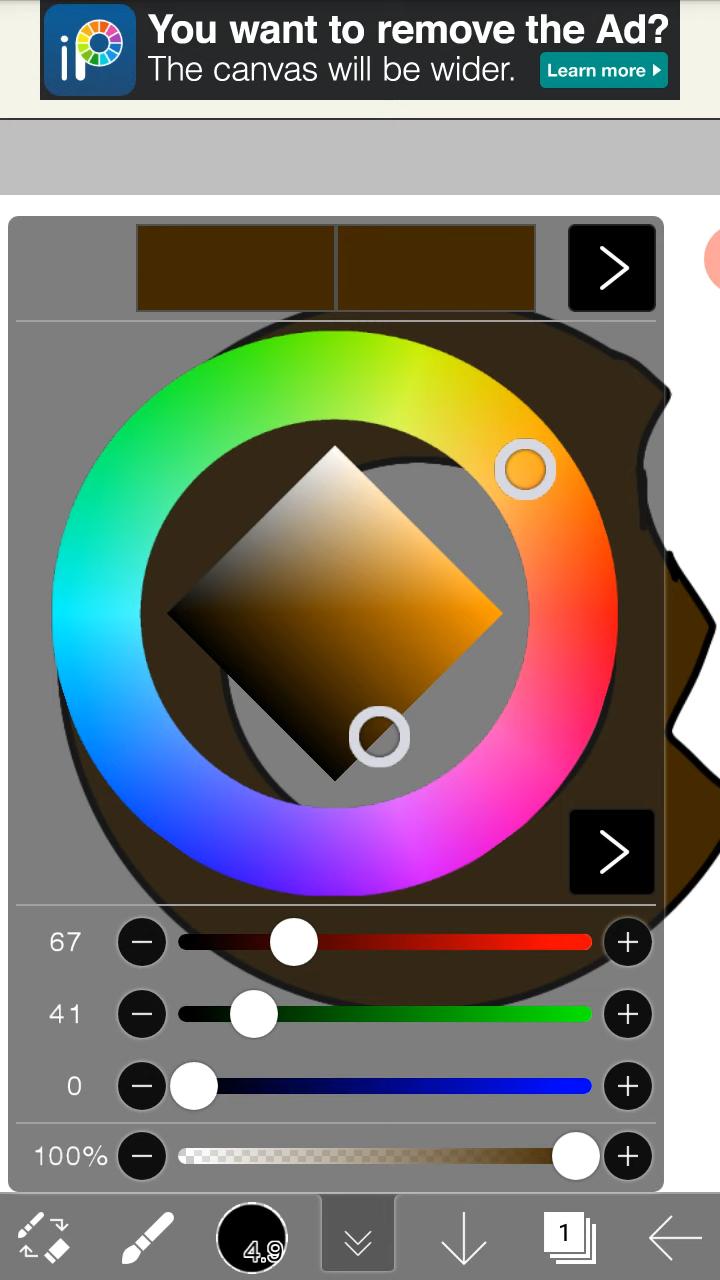 iP
You want to remove the Ad?
The canvas will be wider.
Learn more
67
41
0
100%
4.9
1